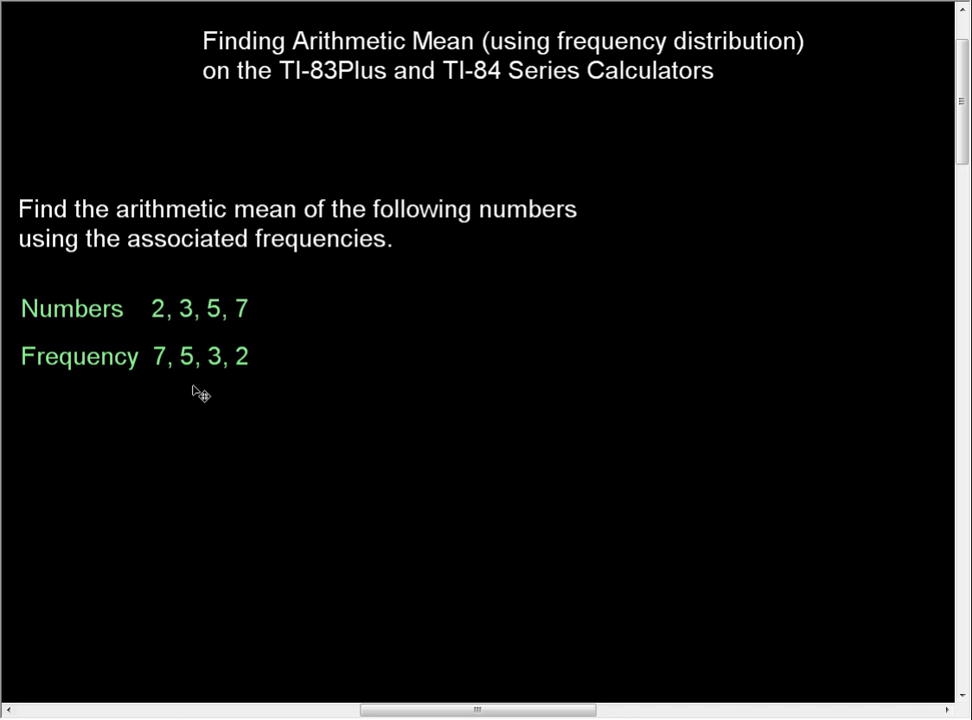 Finding Arithmetic Mean (using frequency distribution)
on the TI-83Plus and TI-84 Series Calculators
Find the arithmetic mean of the following numbers
using the associated frequencies.
Numbers 2, 3, 5, 7
Frequency 7, 5, 3, 2